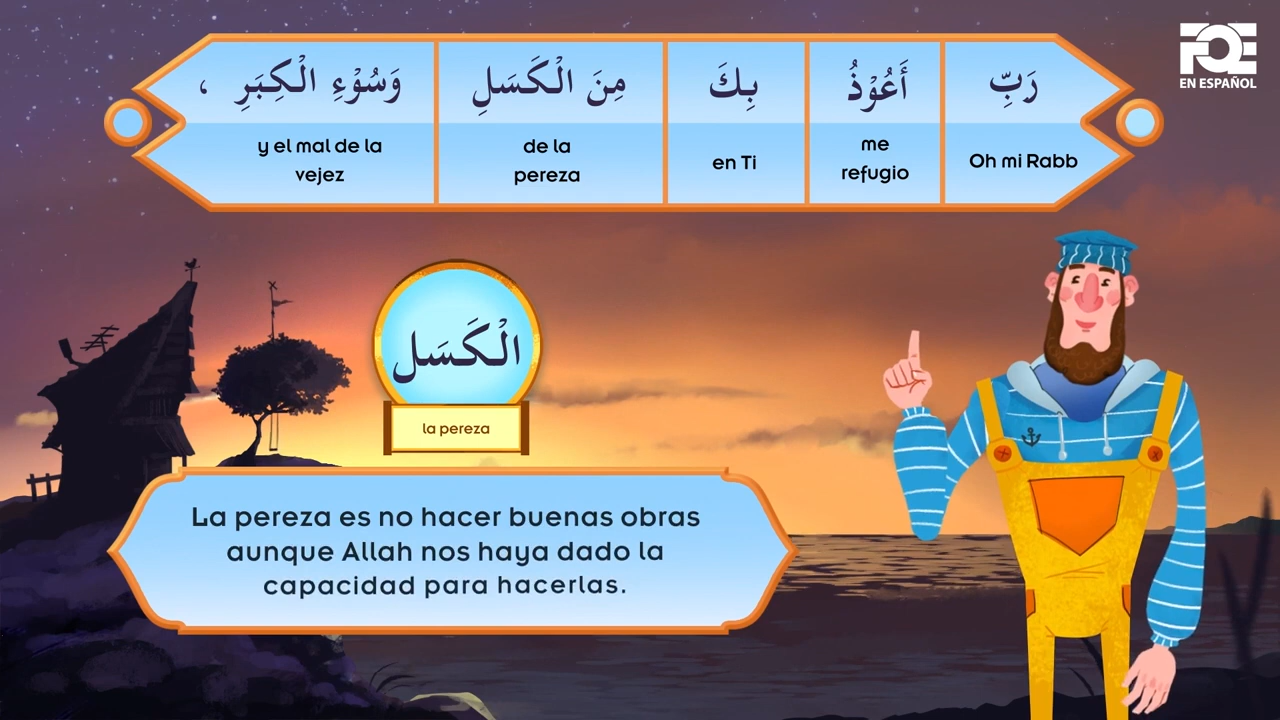 رَبِّ أَعُوْذُ بِكَ مِنَ الْكَسَلِ وَسُوْءِ الْكِبَرِ ،
Oh mi Rabb
me
refugio
en Ti
de la
pereza
y el mal de la
vejez
FQE
EN ESPAÑOL
الْكَسَل
la pereza
La pereza es no hacer buenas obras
aunque Allah nos haya dado la
capacidad para hacerlas.